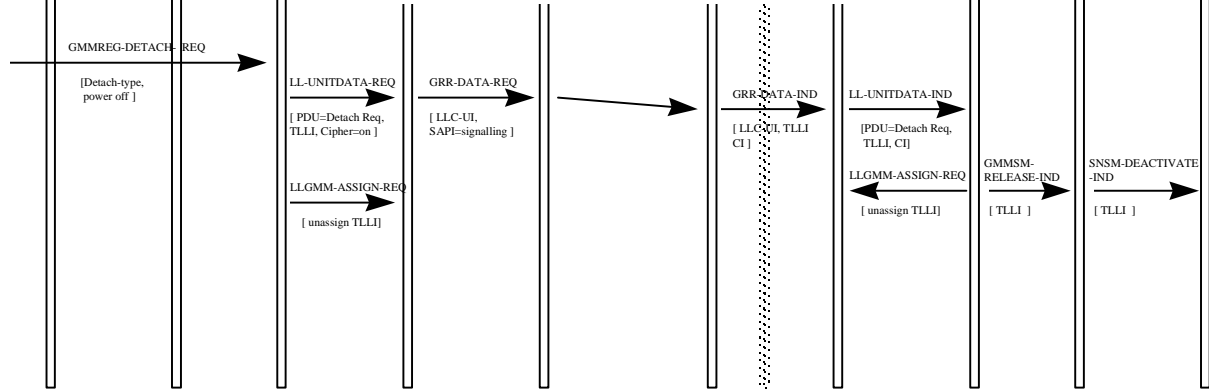 GMMREG-DETACH- REQ
[Detach-type,
power off ]
LL-UNITDATA-REQ
[ PDU=Detach Req,
TLLI, Cipher=on ]
GRR-DATA-REQ
[ LLC-UI,
SAPI=signalling ]
GRR-DATA-IND
[ LLC-UI, TLLI
CI ]
LL-UNITDATA-IND
[PDU=Detach Req,
TLLI, CI]
LLGMM-ASSIGN-REQ
[ unassign TLLI]
LLGMM-ASSIGN-REQ
[ unassign TLLI]
GMMSM-
RELEASE-IND
[ TLLI ]
SNSM-DEACTIVATE
-IND
[ TLLI ]